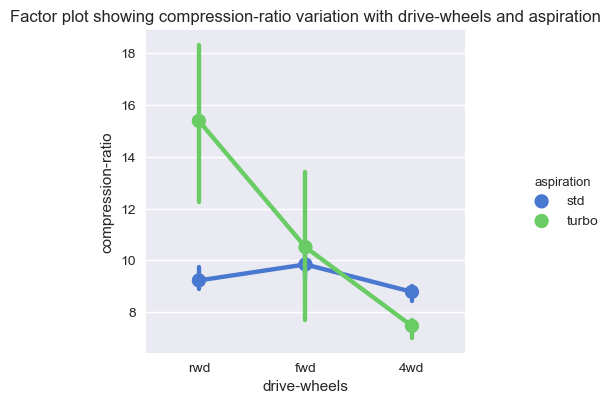 Factor plot showing compression-ratio variation with drive-wheels and aspiration
18
16
14
12
10
8
compression-ratio
rwd
fwd
4wd
drive-wheels
aspiration
std
turbo